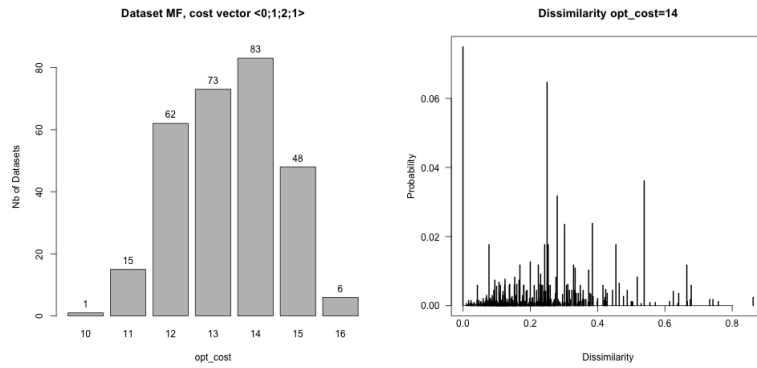 Dataset MF, cost vector <0;1;2;1>
Nb of Datasets
0
20
40
60
80
1
15
62
73
83
48
6
10 11 12 13 14 15 16
opt_cost
Dissimilarity opt_cost=14
Probability
0.00
0.02
0.04
0.06
0.0 0.2 0.4 0.6 0.8
Dissimilarity